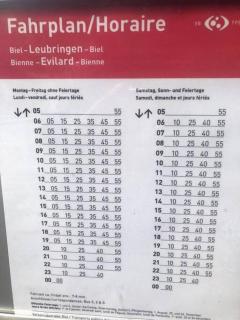 Fahrplan/Horaire
Biel-Leubringen-Biel
Bienne-Evilard-Bienne
Montag-Freitag ohne Feiertage
Lundi-vendredi, sauf jours fériés
Samstag, Sonn- und Feiertage
Samedi, dimanche et jours fériés
05 55
06 05 15 25 35 45 55
07 05 15 25 35 45 55
08 05 15 25 35 45 55
09 05 15 25 35 45 55
10 05 15 25 35 45 55
11 05 15 25 35 45 55
12 05 15 25 35 45 55
13 05 15 25 35 45 55
14 05 15 25 35 45 55
15 05 15 25 35 45 55
16 05 15 25 35 45 55
17 05 15 25 35 45 55
18 05 15 25 35 45 55
19 05 15 25 35 45 55
20 10 25 40 55
21 10 25 40 55
22 10 25 40 55
23 10 25 40
00 00
05 55
06 10 25 40 55
07 10 25 40 55
08 10 25 40 55
09 10 25 40 55
10 10 25 40 55
11 10 25 40 55
12 10 25 40 55
13 10 25 40 55
14 10 25 40 55
15 10 25 40 55
16 10 25 40 55
17 10 25 40 55
18 10 25 40 55
19 10 25 40 55
20 10 25 40 55
21 10 25 40 55
22 10 25 40 55
23 10 25 40
00 00